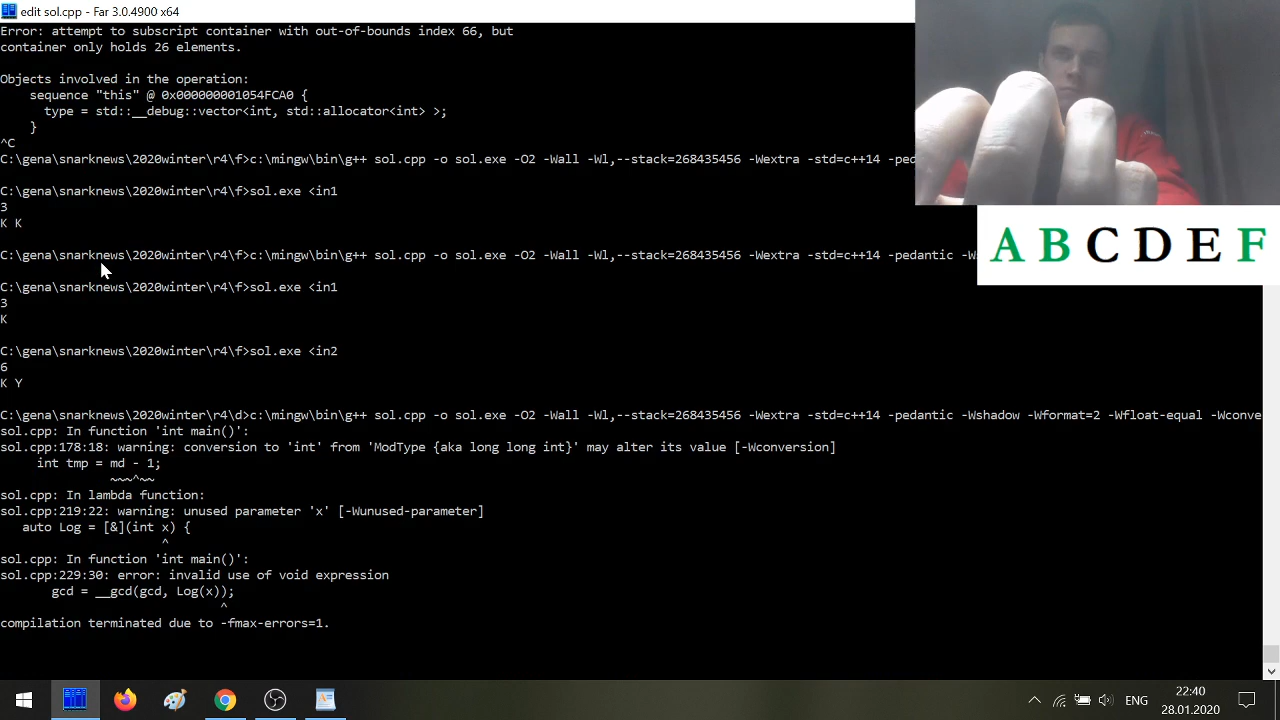 edit sol.cpp - Far 3.0.4900 x64
Error: attempt to subscript container with out-of-bounds index 66, but
container only holds 26 elements.
Objects involved in the operation:
sequence "this" @ 0x000000001054FCA0 {
type = std::__debug::vector<int, std::allocator<int> >;
}
^C
C:\gena\snarknews\2020winter\r4\f>c:\mingw\bin\g++ sol.cpp -o sol.exe -O2 -Wall -Wl,--stack=268435456 -Wextra -std=c++14 -ped
C:\gena\snarknews\2020winter\r4\f>sol.exe <in1
3
K K
C:\gena\snarknews\2020winter\r4\f>c:\mingw\bin\g++ sol.cpp -o sol.exe -O2 -Wall -Wl,--stack=268435456 -Wextra -std=c++14 -pedantic -W
ABCDEF
C:\gena\snarknews\2020winter\r4\f>sol.exe <in1
3
K
C:\gena\snarknews\2020winter\r4\f>sol.exe <in2
6
K Y
C:\gena\snarknews\2020winter\r4\d>c:\mingw\bin\g++ sol.cpp -o sol.exe -O2 -Wall -Wl,--stack=268435456 -Wextra -std=c++14 -pedantic -Wshadow -Wformat=2 -Wfloat-equal -Wconve
sol.cpp: In function 'int main()':
sol.cpp:178:18: warning: conversion to 'int' from 'ModType {aka long long int}' may alter its value [-Wconversion]
int tmp = md - 1;
~~~^~~
sol.cpp: In lambda function:
sol.cpp:219:22: warning: unused parameter 'x' [-Wunused-parameter]
auto Log = [&](int x) {
^
sol.cpp: In function 'int main()':
sol.cpp:229:30: error: invalid use of void expression
gcd = __gcd(gcd, Log(x));
^
compilation terminated due to -fmax-errors=1.
ENG
22:40
28.01.2020